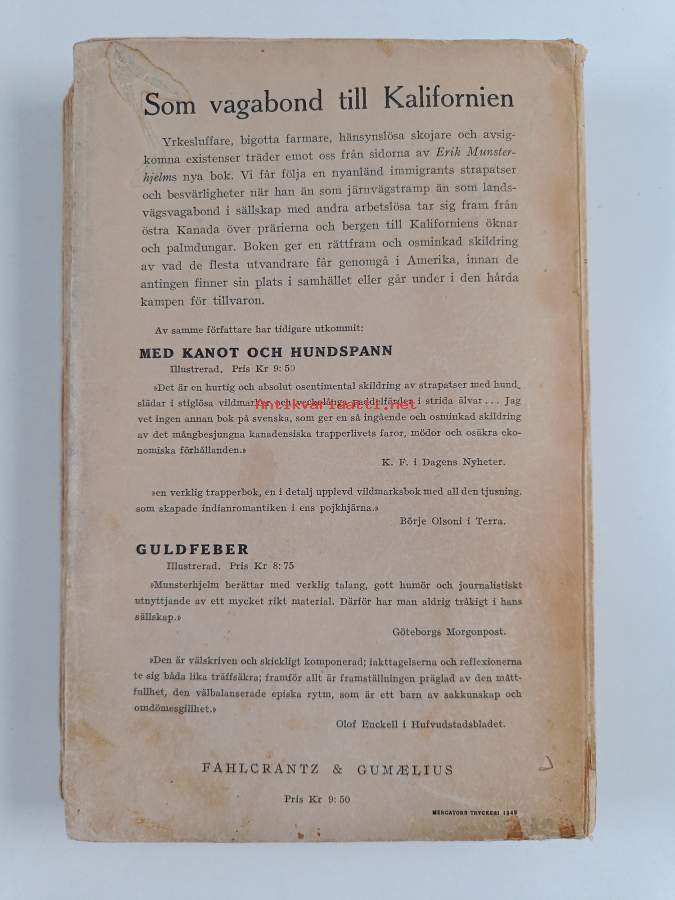 Som vagabond till Kalifornien
Yrkesluffare, bigotta farmare, hänsynslösa skojare och avsig-
komna existenser träder emot oss från sidorna av Erik Munster-
hjelms nya bok. Vi får följa en nyanländ immigrants strapatser
och besvärligheter när han än som järnvägstramp än som lands-
vägsvagabond i sällskap med andra arbetslösa tar sig fram från
östra Kanada över prärierna och bergen till Kaliforniens öknar
och palmdungar. Boken ger en rättfram och osminkad skildring
av vad de flesta utvandrare får genomgå i Amerika, innan de
antingen finner sin plats i samhället eller går under i den hårda
kampen för tillvaron.
Av samme författare har tidigare utkommit:
MED KANOT OCH HUNDSPANN
Illustrerad. Pris Kr 9:50
»Det är en hurtig och absolut osentimental skildring av strapatser med hund,
slädar i stiglösa vildmarker och veckolånga paddelfärder i strida älvar... Jag
Antikvariaatti.net
vet ingen annan bok på svenska, som ger en så ingående och osminkad skildring
av det mångbesjungna kanadensiska trapperlivets faror, mödor och osäkra eko-
nomiska förhållanden.»
K. F. i Dagens Nyheter.
»en verklig trapperbok, en i detalj upplevd vildmarksbok med all den tjusning,
som skapade indianromantiken i ens pojkhjärna.»
Börje Olsoni i Terra.
GULDFEBER
Illustrerad. Pris Kr 8:75
»Munsterhjelm berättar med verklig talang, gott humör och journalistiskt
utnyttjande av ett mycket rikt material. Därför har man aldrig tråkigt i hans
sällskap.»
Göteborgs Morgonpost.
»Den är välskriven och skickligt komponerad; iakttagelserna och reflexionerna
te sig båda lika träffsäkra; framför allt är framställningen präglad av den mått-
fullhet, den välbalanserade episka rytm, som är ett barn av sakkunskap och
omdömesgillhet.»
Olof Enckell i Hufvudstadsbladet.
FAHLCRANTZ & GUMÆLIUS
Pris Kr 9:50
MERCATORS TRYCKERI 1949